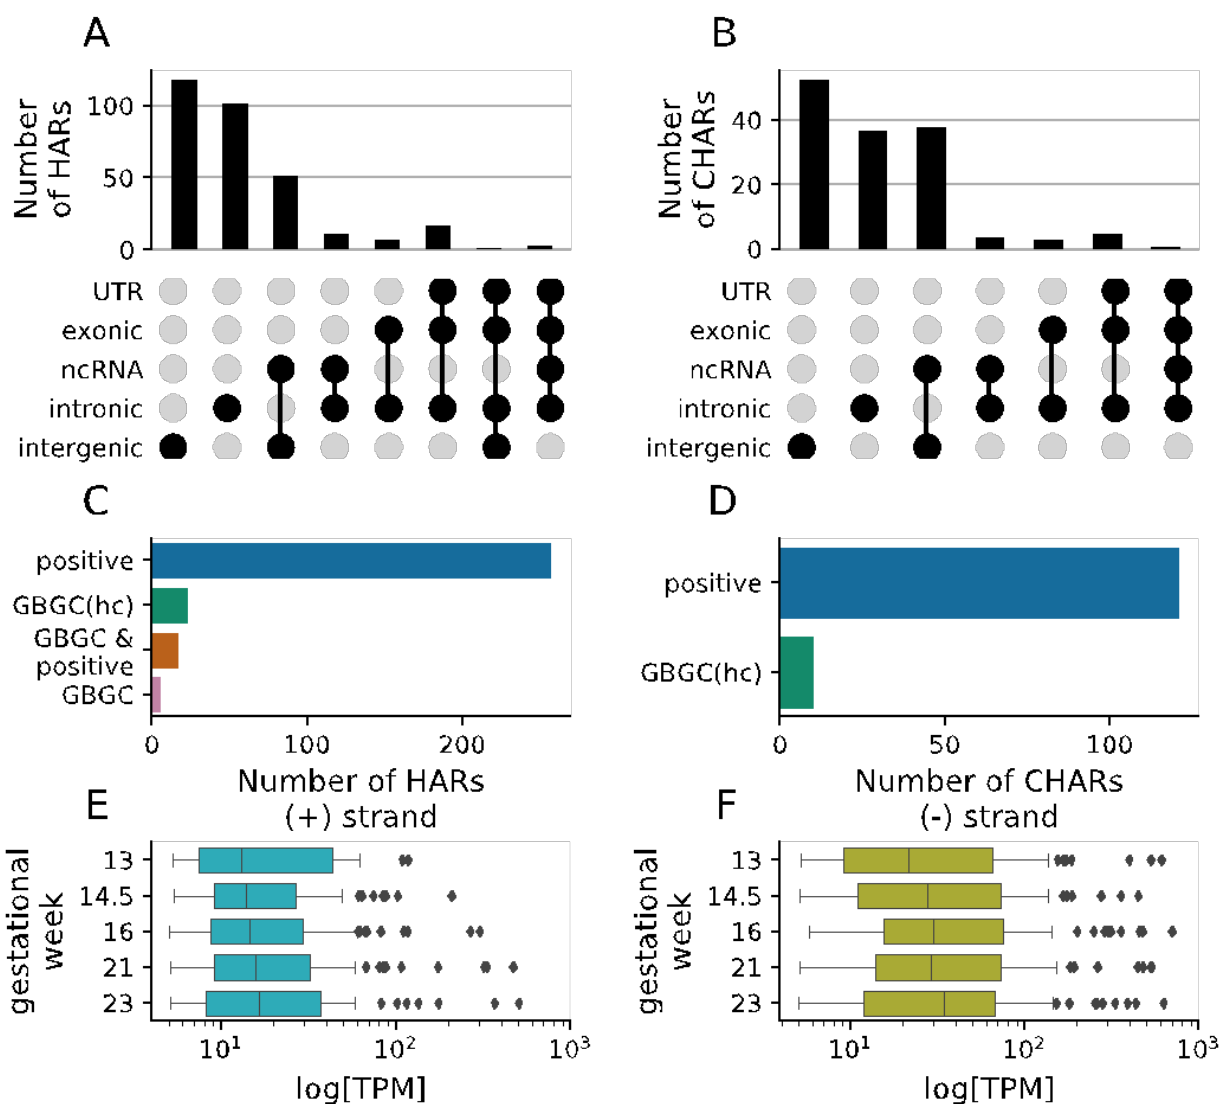 A
B
Number
of HARs
100
50
0
Number
of CHARs
40
20
0
UTR
exonic
ncRNA
intronic
intergenic
UTR
exonic
ncRNA
intronic
intergenic
C
D
positive
GBGC(hc)
GBGC &
positive
GBGC
0
100
200
Number of HARs
positive
GBGC(hc)
0
50
100
Number of CHARs
E
(+) strand
F
(-) strand
gestational
week
13
14.5
16
21
23
10¹
10²
10³
log[TPM]
gestational
week
13
14.5
16
21
23
10¹
10²
10³
log[TPM]